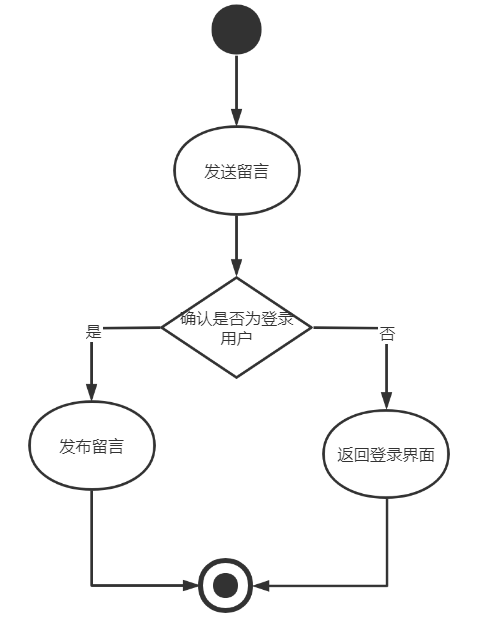 发送留言
确认是否为登录
用户
是
否
发布留言
返回登录界面